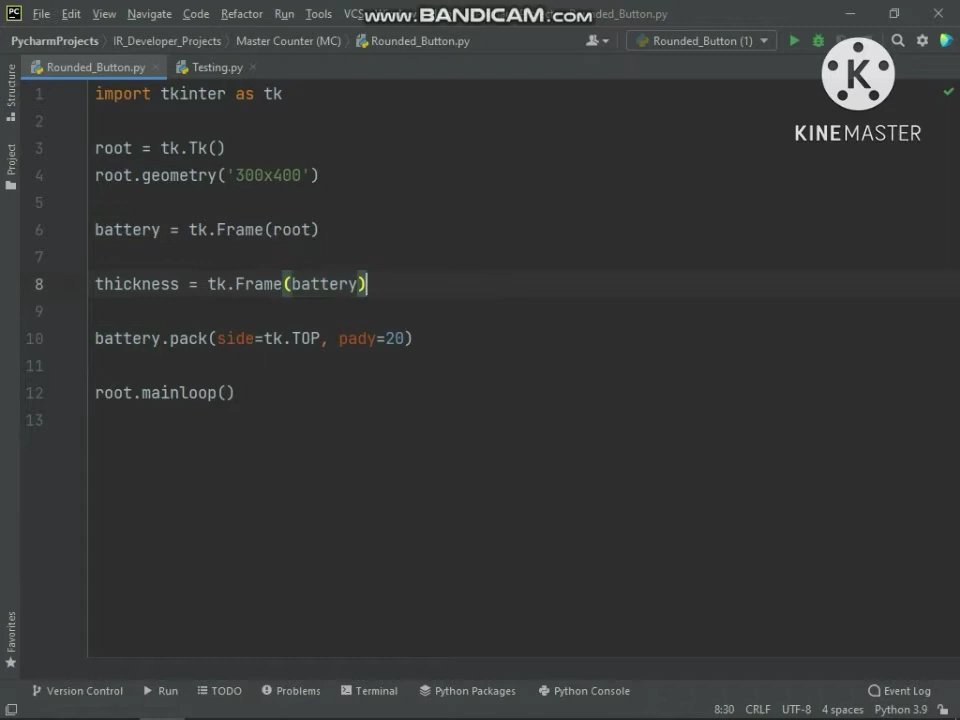 PC File Edit View Navigate Code Refactor Run Tools VCS www.BANDICAM.com Rounded_Button.py
PycharmProjects IR_Developer_Projects Master Counter (MC) Rounded_Button.py Rounded_Button (1)
Rounded_Button.py Testing.py
K
KINEMASTER
Structure
Project
Favorites
1 import tkinter as tk
2
3 root = tk.Tk()
4 root.geometry('300x400')
5
6 battery = tk.Frame(root)
7
8 thickness = tk.Frame(battery)
9
10 battery.pack(side=tk.TOP, pady=20)
11
12 root.mainloop()
13
Version Control Run TODO Problems Terminal Python Packages Python Console Event Log
8:30 CRLF UTF-8 4 spaces Python 3.9